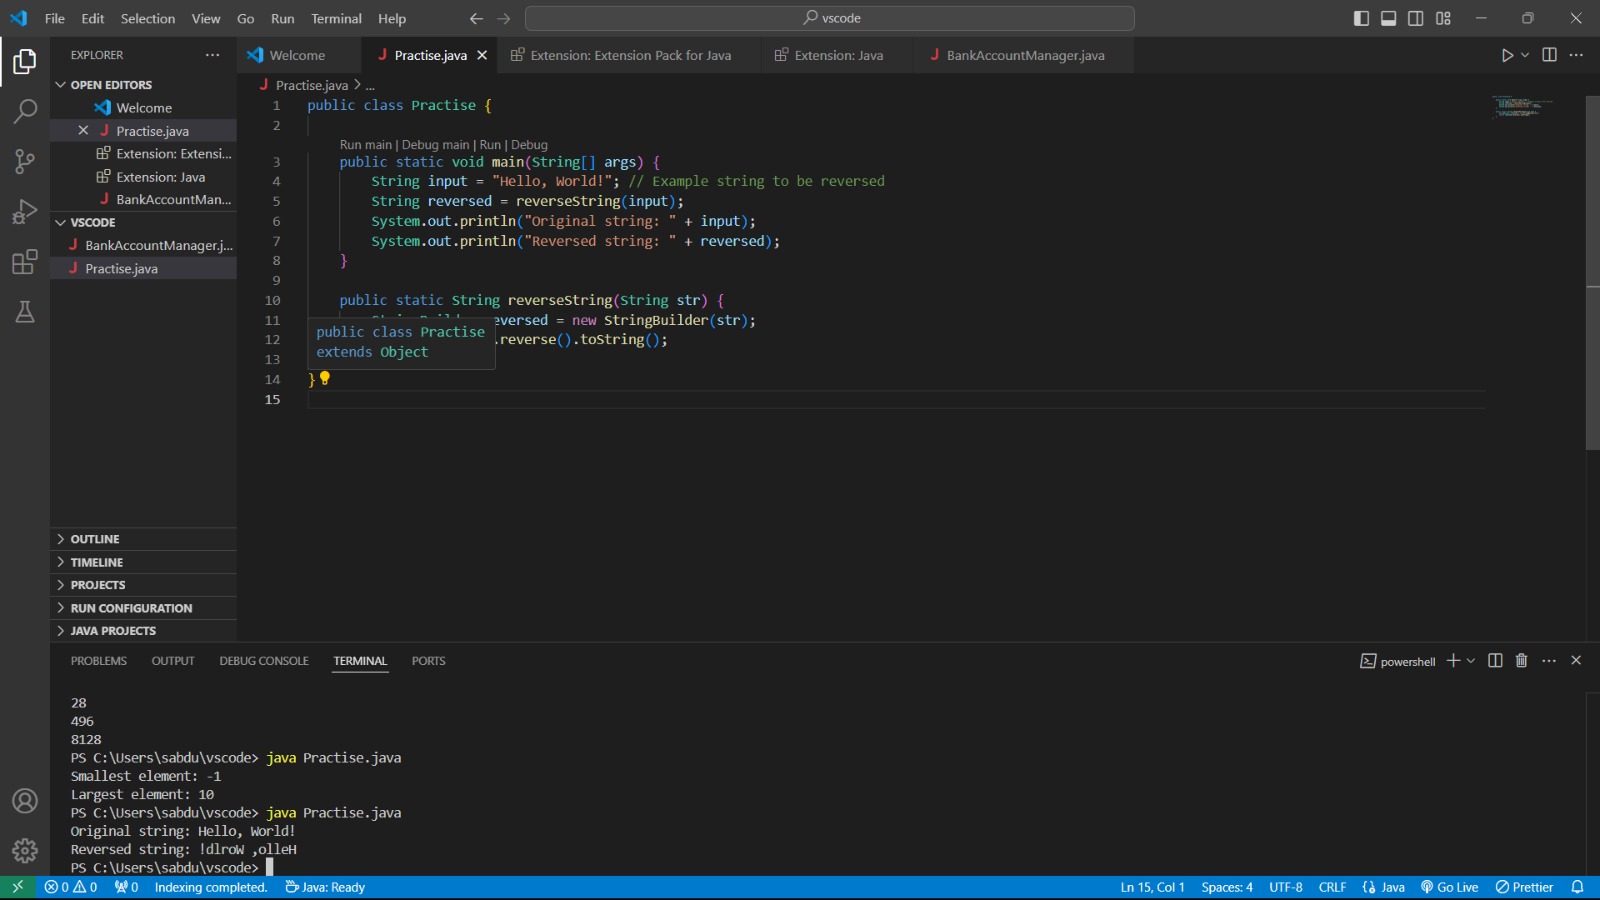 File Edit Selection View Go Run Terminal Help
vscode
EXPLORER
OPEN EDITORS
Welcome
Practise.java
Extension: Extensi...
Extension: Java
BankAccountMan...
VSCODE
BankAccountManager.j...
Practise.java
OUTLINE
TIMELINE
PROJECTS
RUN CONFIGURATION
JAVA PROJECTS
Welcome Practise.java Extension: Extension Pack for Java Extension: Java BankAccountManager.java
Practise.java > ...
1 public class Practise {
2
Run main | Debug main | Run | Debug
3 public static void main(String[] args) {
4 String input = "Hello, World!"; // Example string to be reversed
5 String reversed = reverseString(input);
6 System.out.println("Original string: " + input);
7 System.out.println("Reversed string: " + reversed);
8 }
9
10 public static String reverseString(String str) {
11 eversed = new StringBuilder(str);
12 .reverse().toString();
13
14 }
15
public class Practise
extends Object
PROBLEMS OUTPUT DEBUG CONSOLE TERMINAL PORTS
powershell
28
496
8128
PS C:\Users\sabdu\vscode> java Practise.java
Smallest element: -1
Largest element: 10
PS C:\Users\sabdu\vscode> java Practise.java
Original string: Hello, World!
Reversed string: !dlroW ,olleH
PS C:\Users\sabdu\vscode>
0 0 0 Indexing completed. Java: Ready
Ln 15, Col 1 Spaces: 4 UTF-8 CRLF Java Go Live Prettier